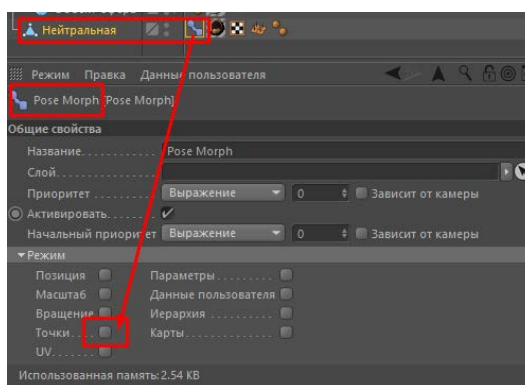 Нейтральная
Режим Правка Данные пользователя
Pose Morph [Pose Morph]
Общие свойства
Название............ Pose Morph
Слой...............
Приоритет .......... Выражение 0 Зависит от камеры
Активировать.......
Начальный приоритет Выражение 0 Зависит от камеры
Режим
Позиция Параметры.........
Масштаб Данные пользователя
Вращение Иерархия..........
Точки.... Карты.............
UV.......
Использованная память:2.54 KB